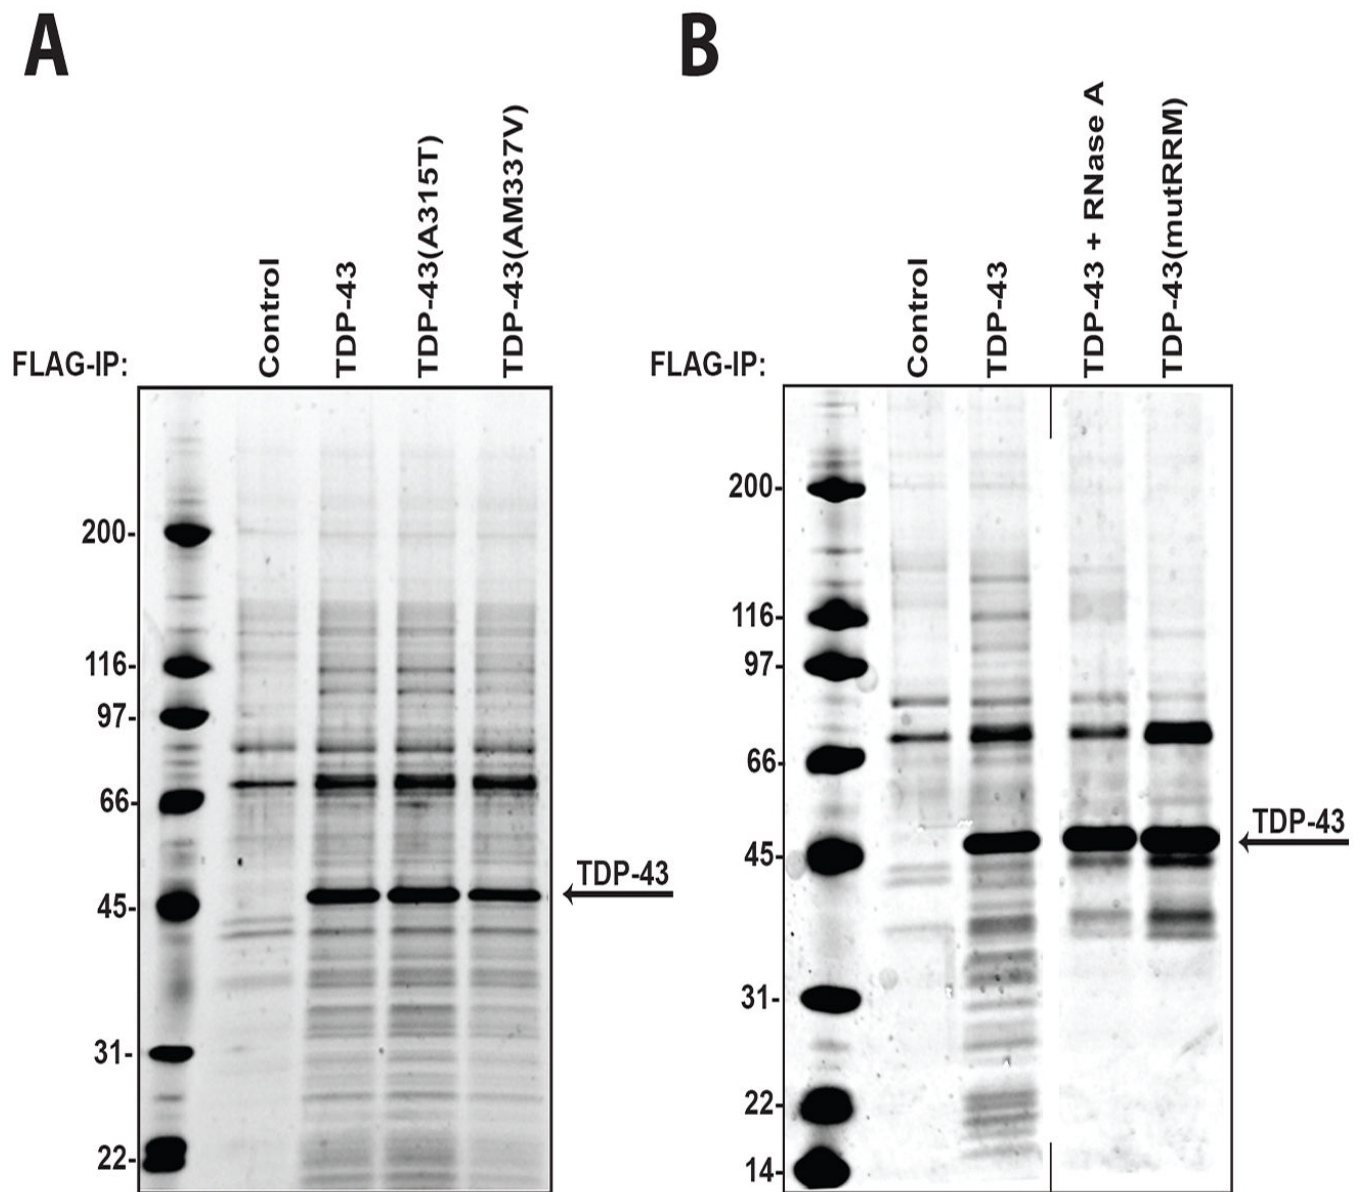 A
B
FLAG-IP:
Control
TDP-43
TDP-43(A315T)
TDP-43(AM337V)
200-
116-
97-
66-
45-
31-
22-
TDP-43
FLAG-IP:
Control
TDP-43
TDP-43 + RNase A
TDP-43(mutRRM)
200-
116-
97-
66-
45-
31-
22-
14-
TDP-43